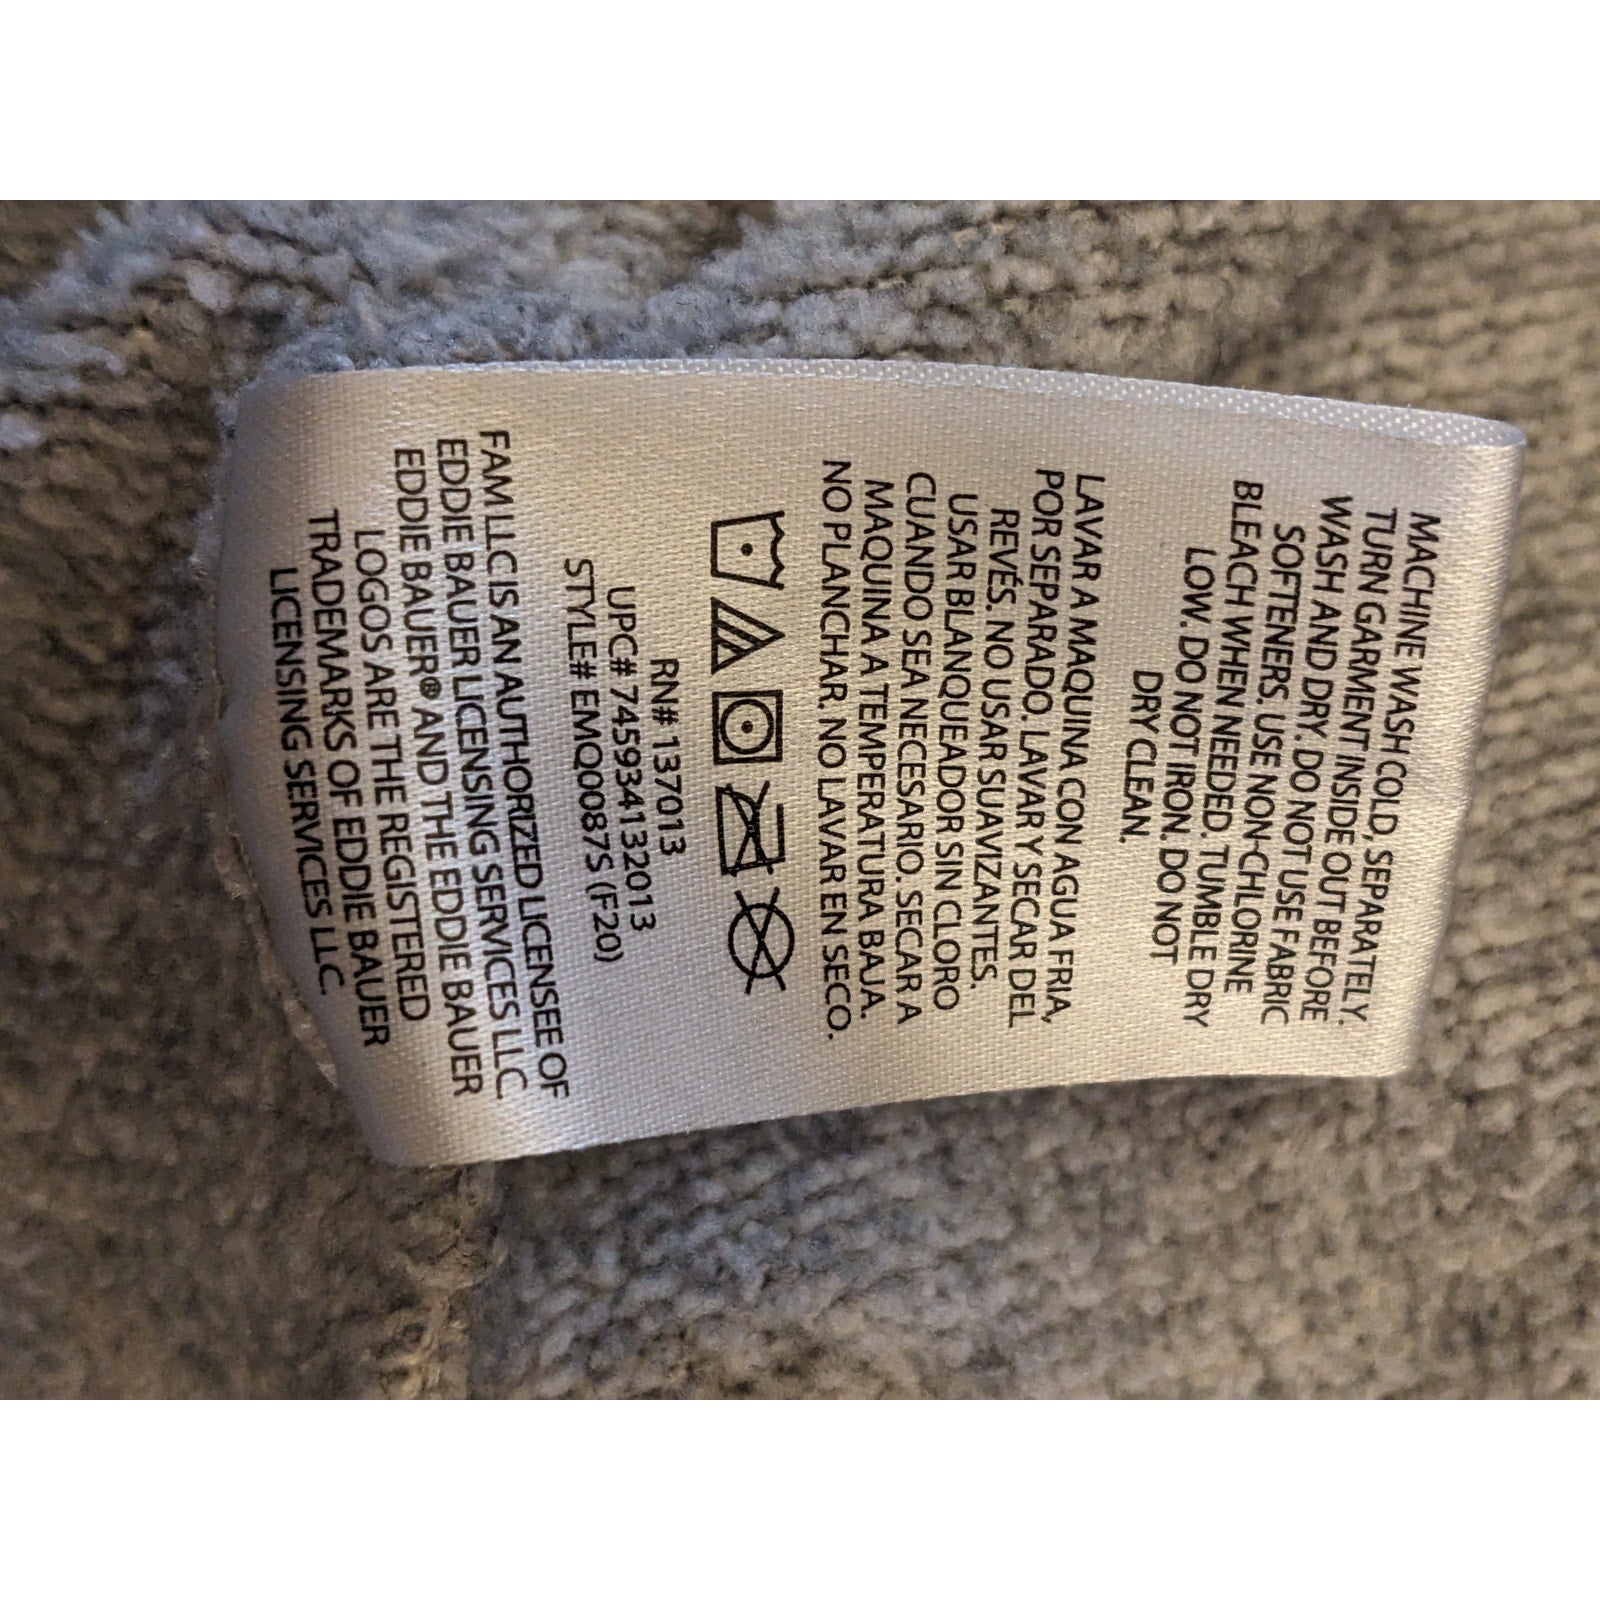 MACHINE WASH COLD, SEPARATELY.
TURN GARMENT INSIDE OUT BEFORE
WASH AND DRY. DO NOT USE FABRIC
SOFTENERS. USE NON-CHLORINE
BLEACH WHEN NEEDED. TUMBLE DRY
LOW. DO NOT IRON. DO NOT
DRY CLEAN.
LAVAR A MAQUINA CON AGUA FRIA,
POR SEPARADO. LAVAR Y SECAR DEL
REVÉS. NO USAR SUAVIZANTES.
USAR BLANQUEADOR SIN CLORO
CUANDO SEA NECESARIO. SECAR A
MAQUINA A TEMPERATURA BAJA.
NO PLANCHAR. NO LAVAR EN SECO.
RN# 137013
UPC# 745934132013
STYLE# EMQ0087S (F20)
FAM LLC IS AN AUTHORIZED LICENSEE OF
EDDIE BAUER LICENSING SERVICES LLC.
EDDIE BAUER® AND THE EDDIE BAUER
LOGOS ARE THE REGISTERED
TRADEMARKS OF EDDIE BAUER
LICENSING SERVICES LLC.